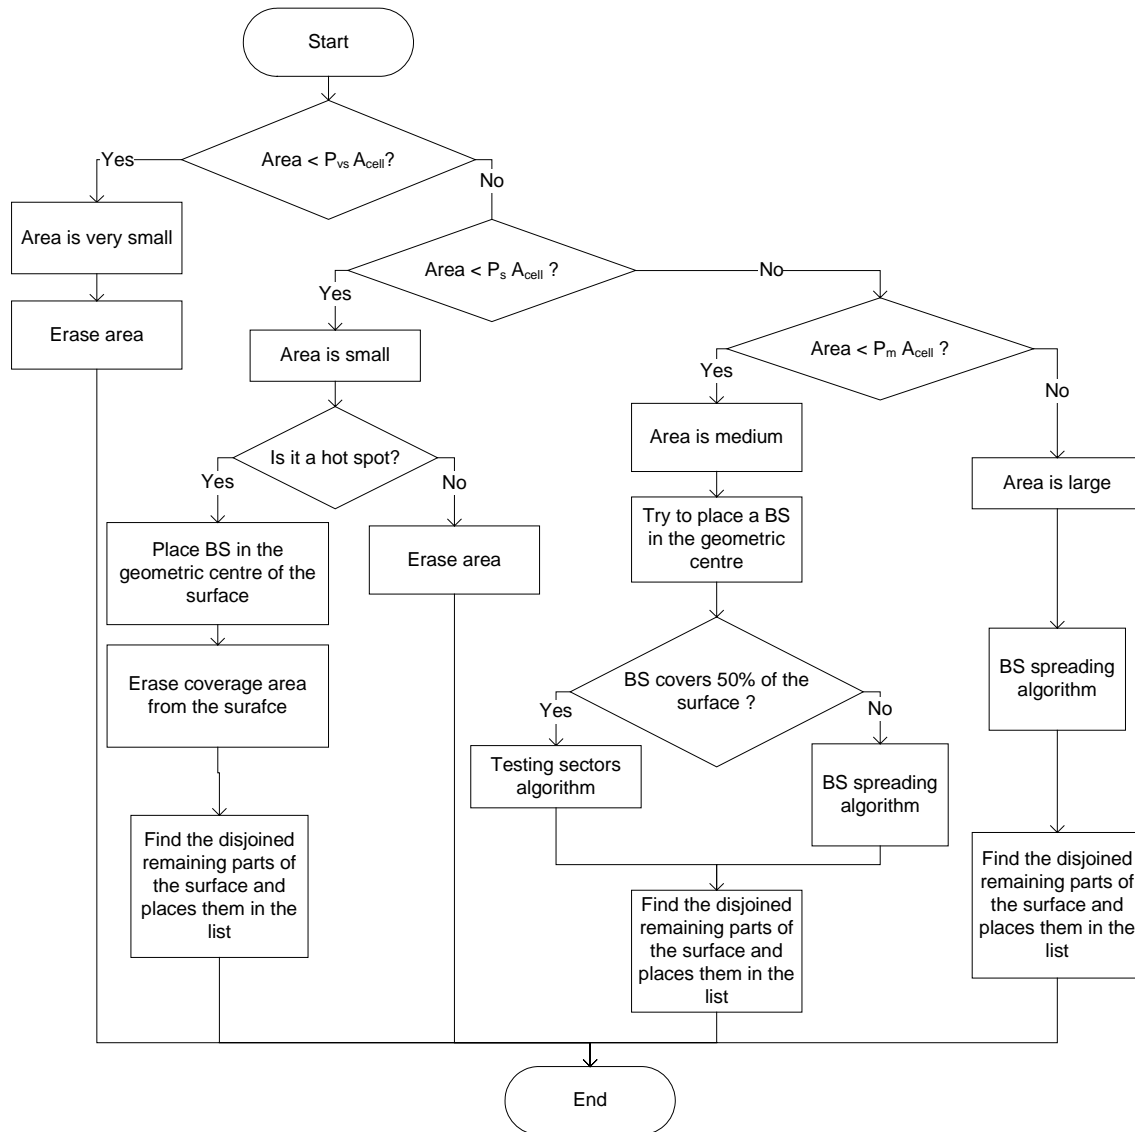 Start
Area < Pvs Acell?
Yes
No
Area is very small
Area < Ps Acell ?
Erase area
Yes
No
Area is small
Area < Pm Acell ?
Yes
No
Is it a hot spot?
Yes
No
Area is medium
Area is large
Place BS in the
geometric centre of the
surface
Erase area
Try to place a BS
in the geometric
centre
Erase coverage area
from the surafce
BS covers 50% of the
surface ?
Yes
No
BS spreading
algorithm
Testing sectors
algorithm
BS spreading
algorithm
Find the disjoined
remaining parts of
the surface and
places them in the
list
Find the disjoined
remaining parts of
the surface and
places them in the
list
Find the disjoined
remaining parts of
the surface and
places them in the
list
End